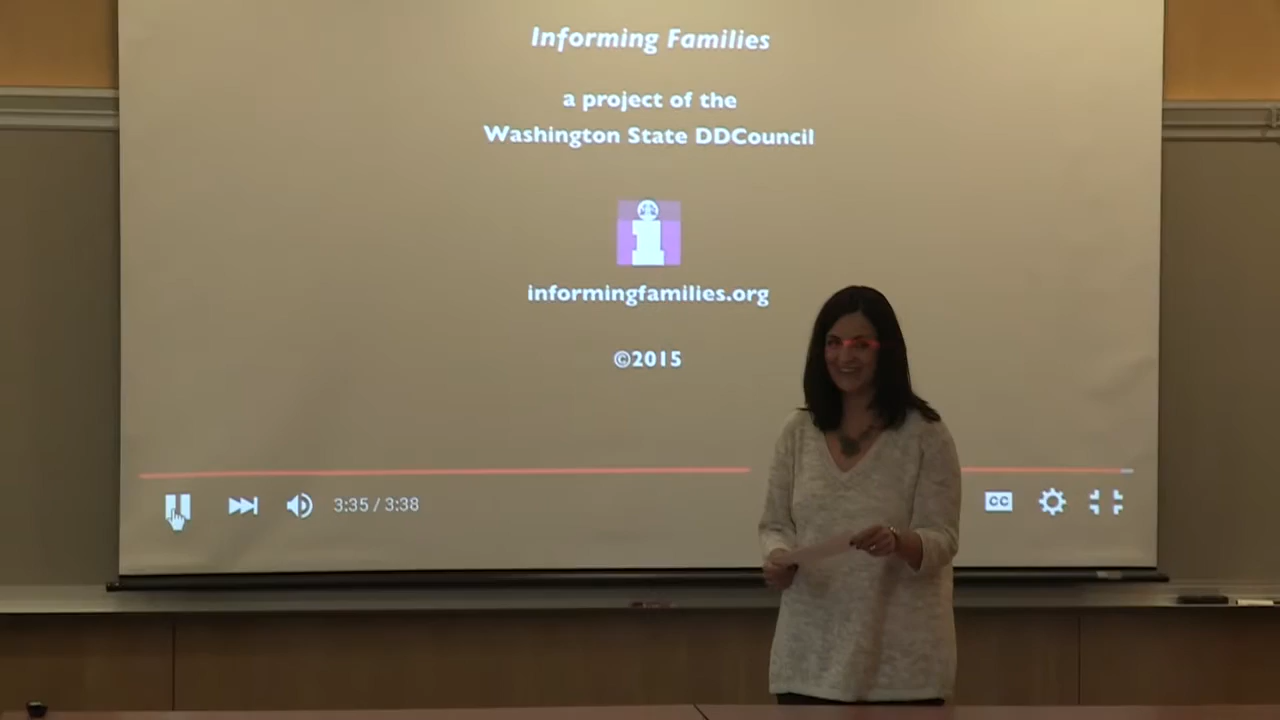 Informing Families
a project of the
Washington State DDCouncil
i
informingfamilies.org
©2015
3:35 / 3:38
CC